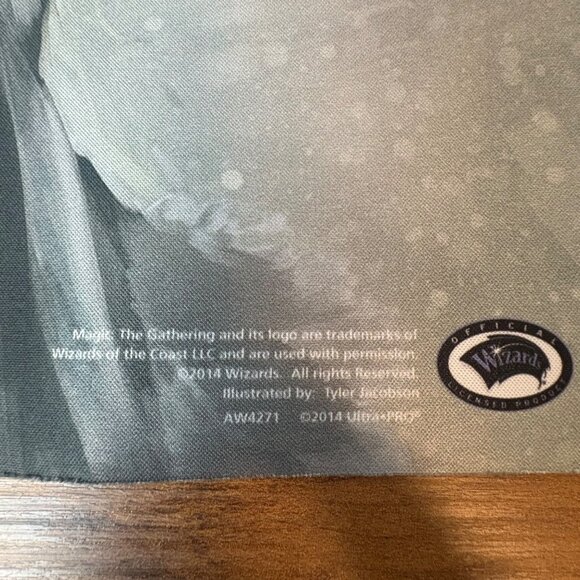 Magic: The Gathering and its logo are trademarks of
Wizards of the Coast LLC and are used with permission.
©2014 Wizards. All rights Reserved.
Illustrated by: Tyler Jacobson
AW4271 ©2014 Ultra•PRO®
OFFICIAL
Wizards
LICENSED PRODUCT